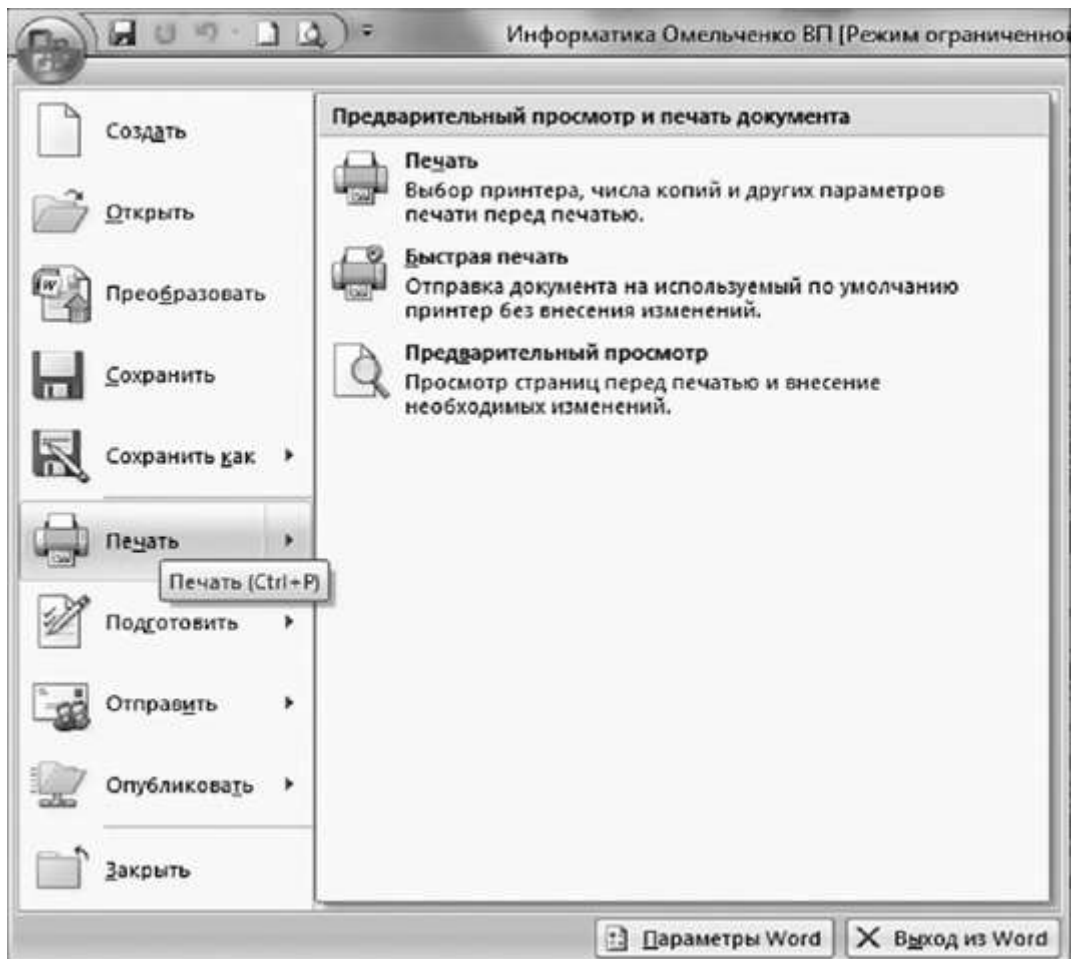 Информатика Омельченко ВП [Режим ограниченной
Создать
Открыть
Преобразовать
Сохранить
Сохранить как
Печать
Печать (Ctrl+P)
Подготовить
Отправить
Опубликовать
Закрыть
Предварительный просмотр и печать документа
Печать
Выбор принтера, числа копий и других параметров
печати перед печатью.
Быстрая печать
Отправка документа на используемый по умолчанию
принтер без внесения изменений.
Предварительный просмотр
Просмотр страниц перед печатью и внесение
необходимых изменений.
Параметры Word
Выход из Word